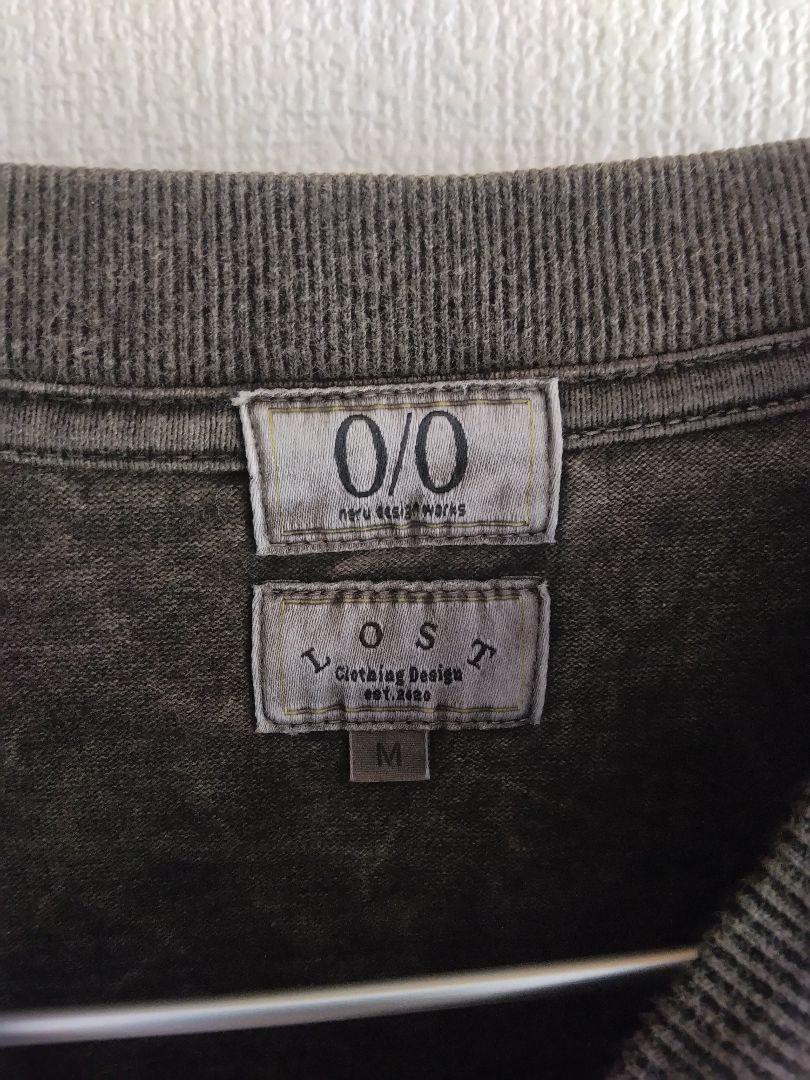 0/0
neru design works
LOST
Clothing Design
est.2020
M